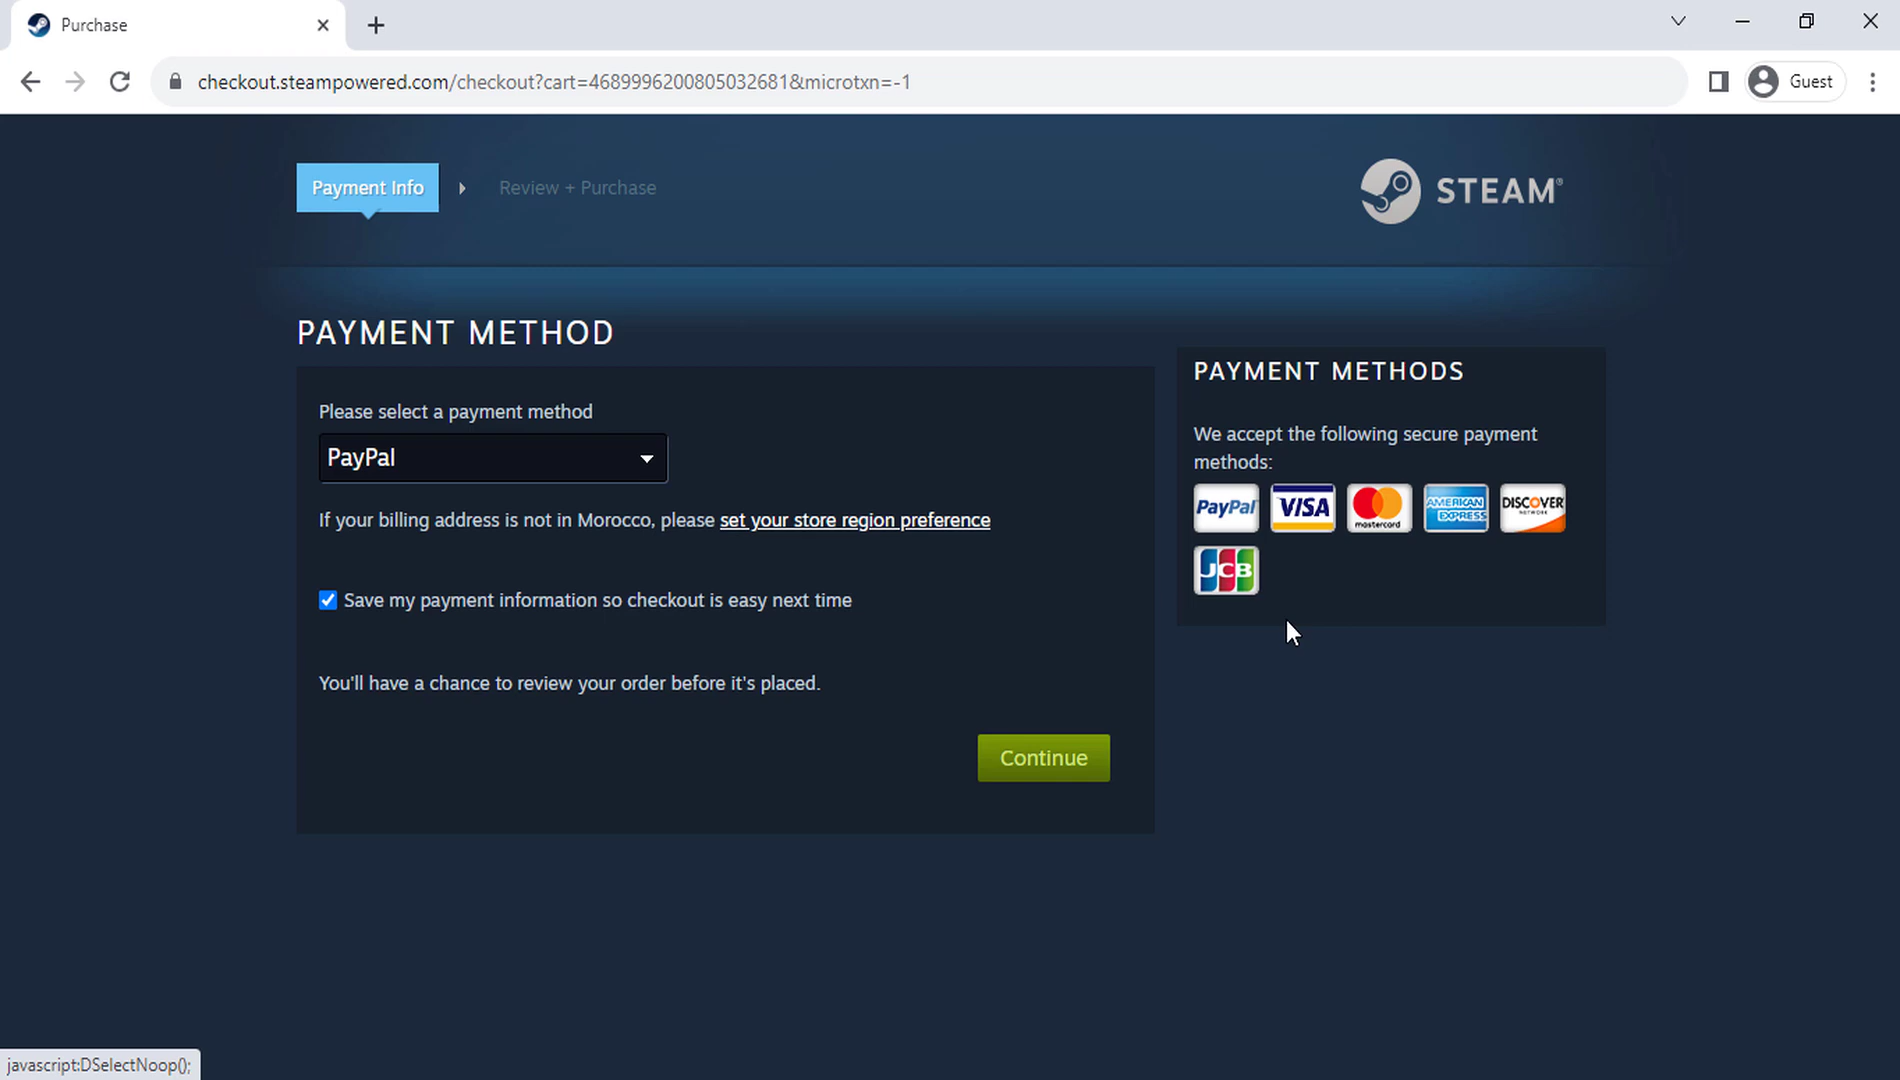 Purchase
checkout.steampowered.com/checkout?cart=4689996200805032681&microtxn=-1
Guest
Payment Info
Review + Purchase
STEAM®
PAYMENT METHOD
Please select a payment method
PayPal
If your billing address is not in Morocco, please set your store region preference
Save my payment information so checkout is easy next time
You'll have a chance to review your order before it's placed.
Continue
PAYMENT METHODS
We accept the following secure payment
methods:
PayPal VISA mastercard AMERICAN EXPRESS DISCOVER NETWORK
JCB
javascript:DSelectNoop();